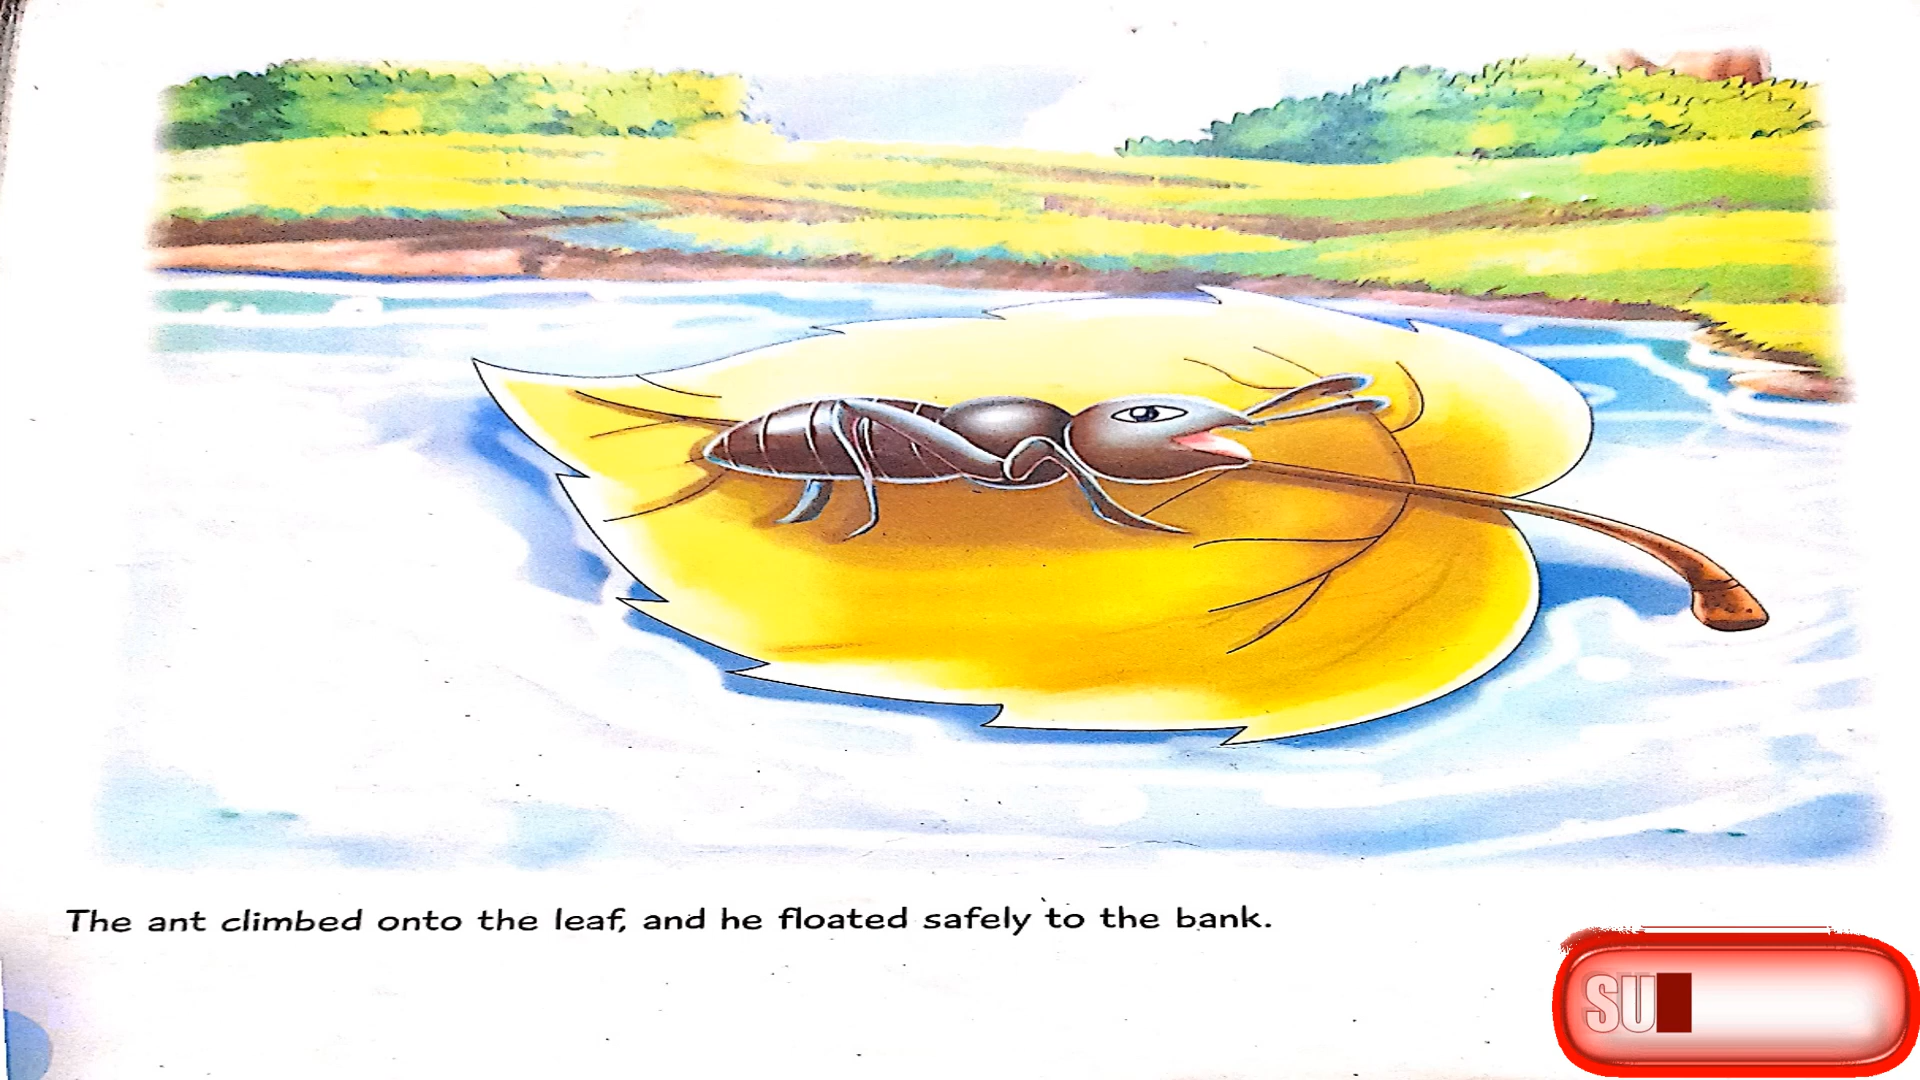 The ant climbed onto the leaf, and he floated safely to the bank.
SU